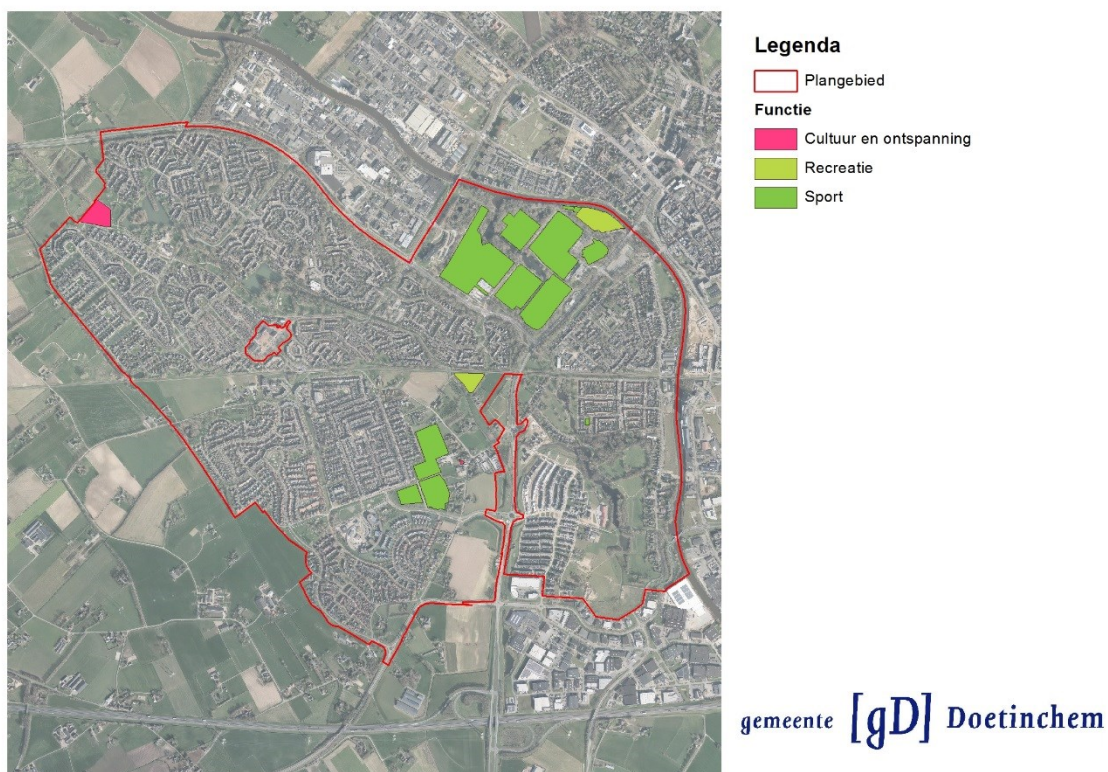 Legenda
Plangebied
Functie
Cultuur en ontspanning
Recreatie
Sport
gemeente [gD] Doetinchem